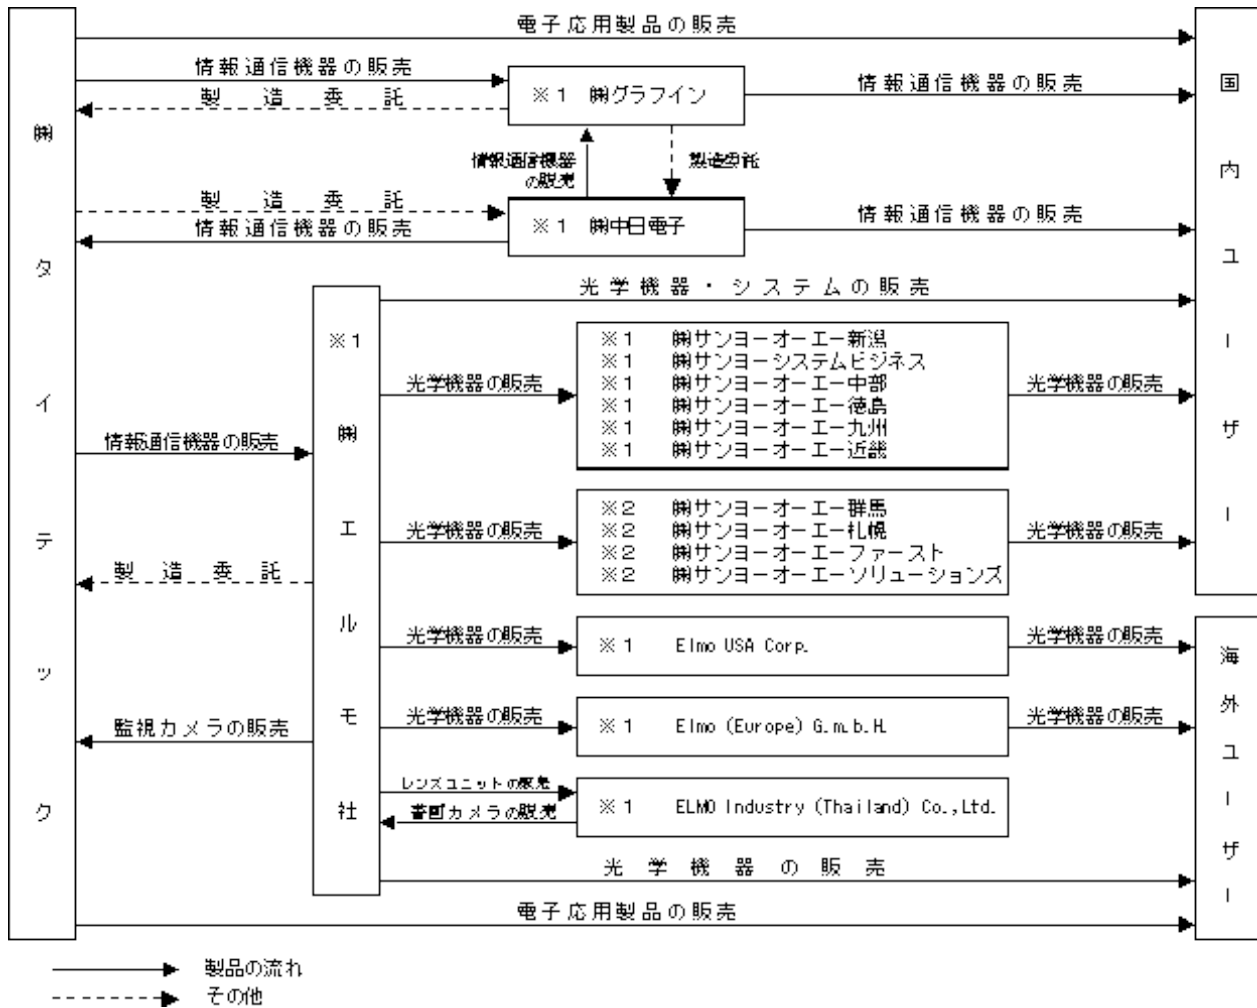 電子応用製品の販売
情報通信機器の販売
製造委託
※1 ㈱グラフイン
情報通信機器の販売
情報通信機器
の販売
製造委託
製造委託
情報通信機器の販売
※1 ㈱中日電子
情報通信機器の販売
㈱タイテック
国内ユーザー
光学機器・システムの販売
※1 ㈱エルモ社
光学機器の販売
※1 ㈱サンヨーオーエー新潟
※1 ㈱サンヨーシステムビジネス
※1 ㈱サンヨーオーエー中部
※1 ㈱サンヨーオーエー徳島
※1 ㈱サンヨーオーエー九州
※1 ㈱サンヨーオーエー近畿
光学機器の販売
情報通信機器の販売
光学機器の販売
※2 ㈱サンヨーオーエー群馬
※2 ㈱サンヨーオーエー札幌
※2 ㈱サンヨーオーエーファースト
※2 ㈱サンヨーオーエーソリューションズ
光学機器の販売
製造委託
光学機器の販売
※1 Elmo USA Corp.
光学機器の販売
海外ユーザー
監視カメラの販売
光学機器の販売
※1 Elmo (Europe) G.m.b.H.
光学機器の販売
レンズユニットの販売
書画カメラの販売
※1 ELMO Industry (Thailand) Co.,Ltd.
光学機器の販売
電子応用製品の販売
製品の流れ
その他